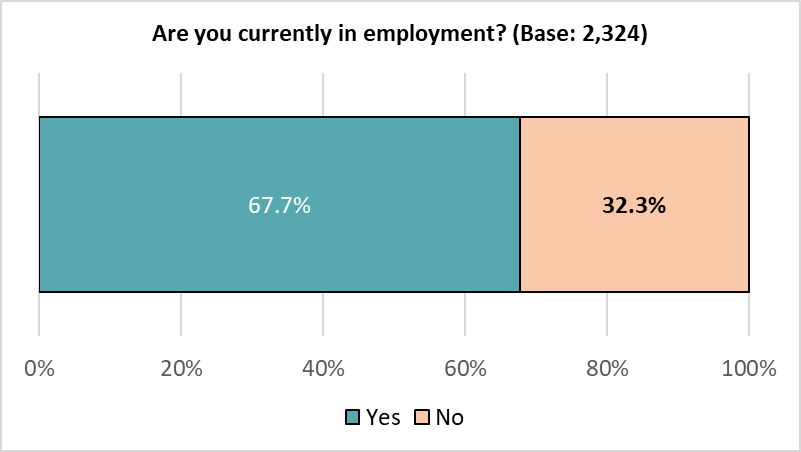 Are you currently in employment? (Base: 2,324)
67.7%
32.3%
0%
20%
40%
60%
80%
100%
Yes
No